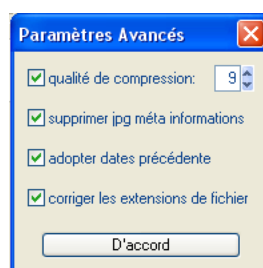 Paramètres Avancés
qualité de compression: 9
supprimer jpg méta informations
adopter dates précédente
corriger les extensions de fichier
D'accord